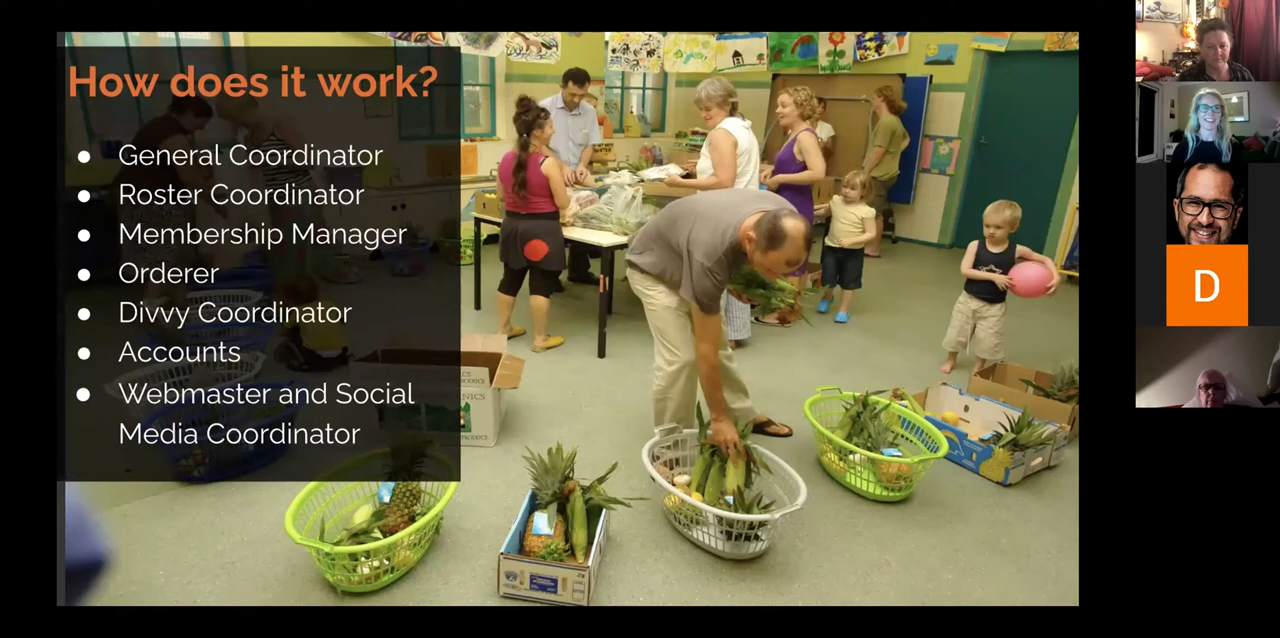 How does it work?
● General Coordinator
● Roster Coordinator
● Membership Manager
● Orderer
● Divvy Coordinator
● Accounts
● Webmaster and Social
Media Coordinator
D